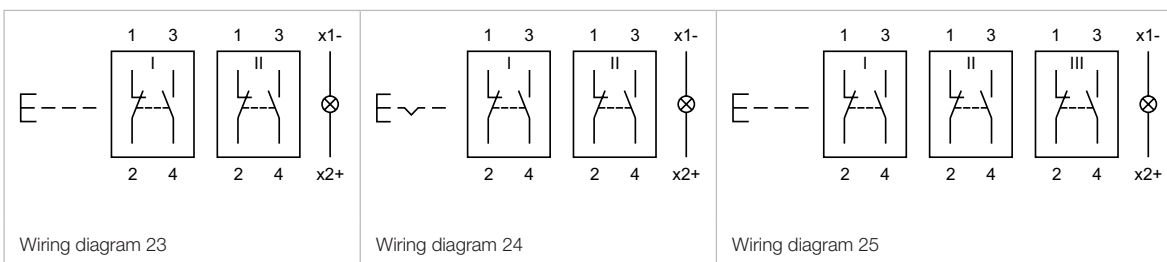 1 3 1 3 x1- 1 3 1 3 x1- 1 3 1 3 1 3 x1-
I II I II I II III
2 4 2 4 x2+ 2 4 2 4 x2+ 2 4 2 4 2 4 x2+
Wiring diagram 23 Wiring diagram 24 Wiring diagram 25